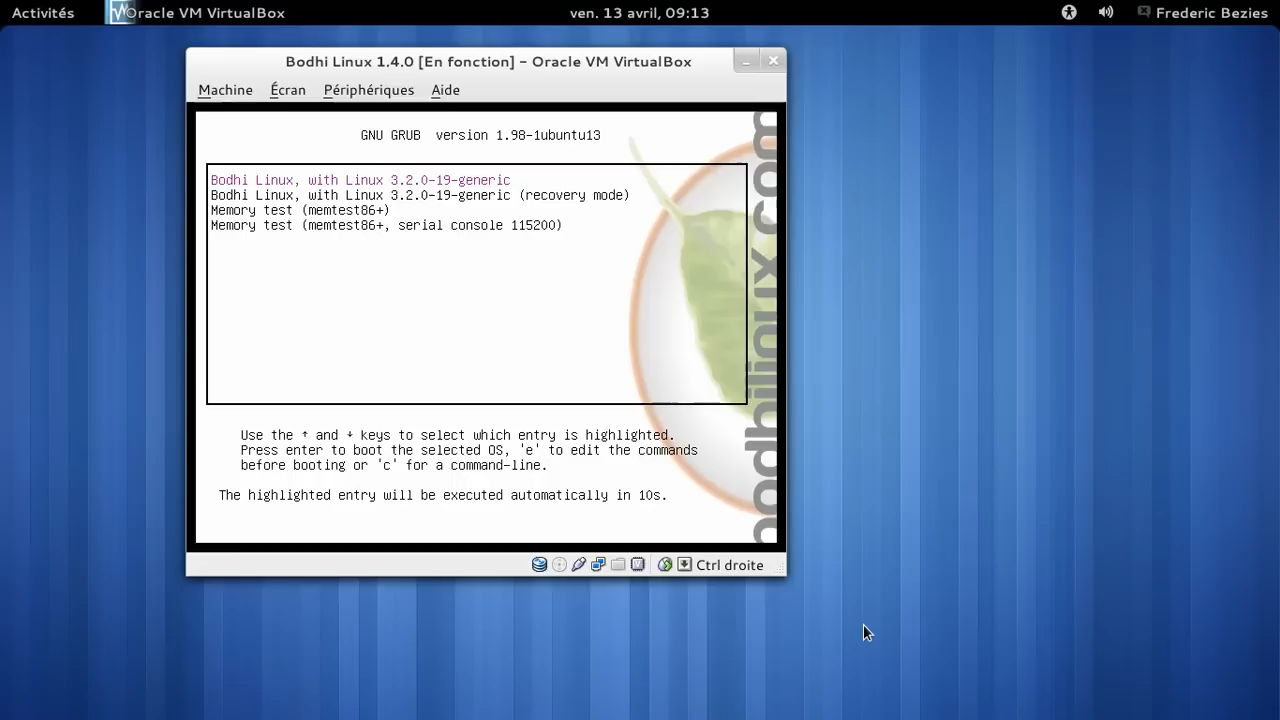 Activités
Oracle VM VirtualBox
ven. 13 avril, 09:13
Frederic Bezies
Bodhi Linux 1.4.0 [En fonction] - Oracle VM VirtualBox
Machine Écran Périphériques Aide
GNU GRUB version 1.98-1ubuntu13
Bodhi Linux, with Linux 3.2.0-19-generic
Bodhi Linux, with Linux 3.2.0-19-generic (recovery mode)
Memory test (memtest86+)
Memory test (memtest86+, serial console 115200)
Use the ↑ and ↓ keys to select which entry is highlighted.
Press enter to boot the selected OS, 'e' to edit the commands
before booting or 'c' for a command-line.
The highlighted entry will be executed automatically in 10s.
bodhilinux.com
Ctrl droite